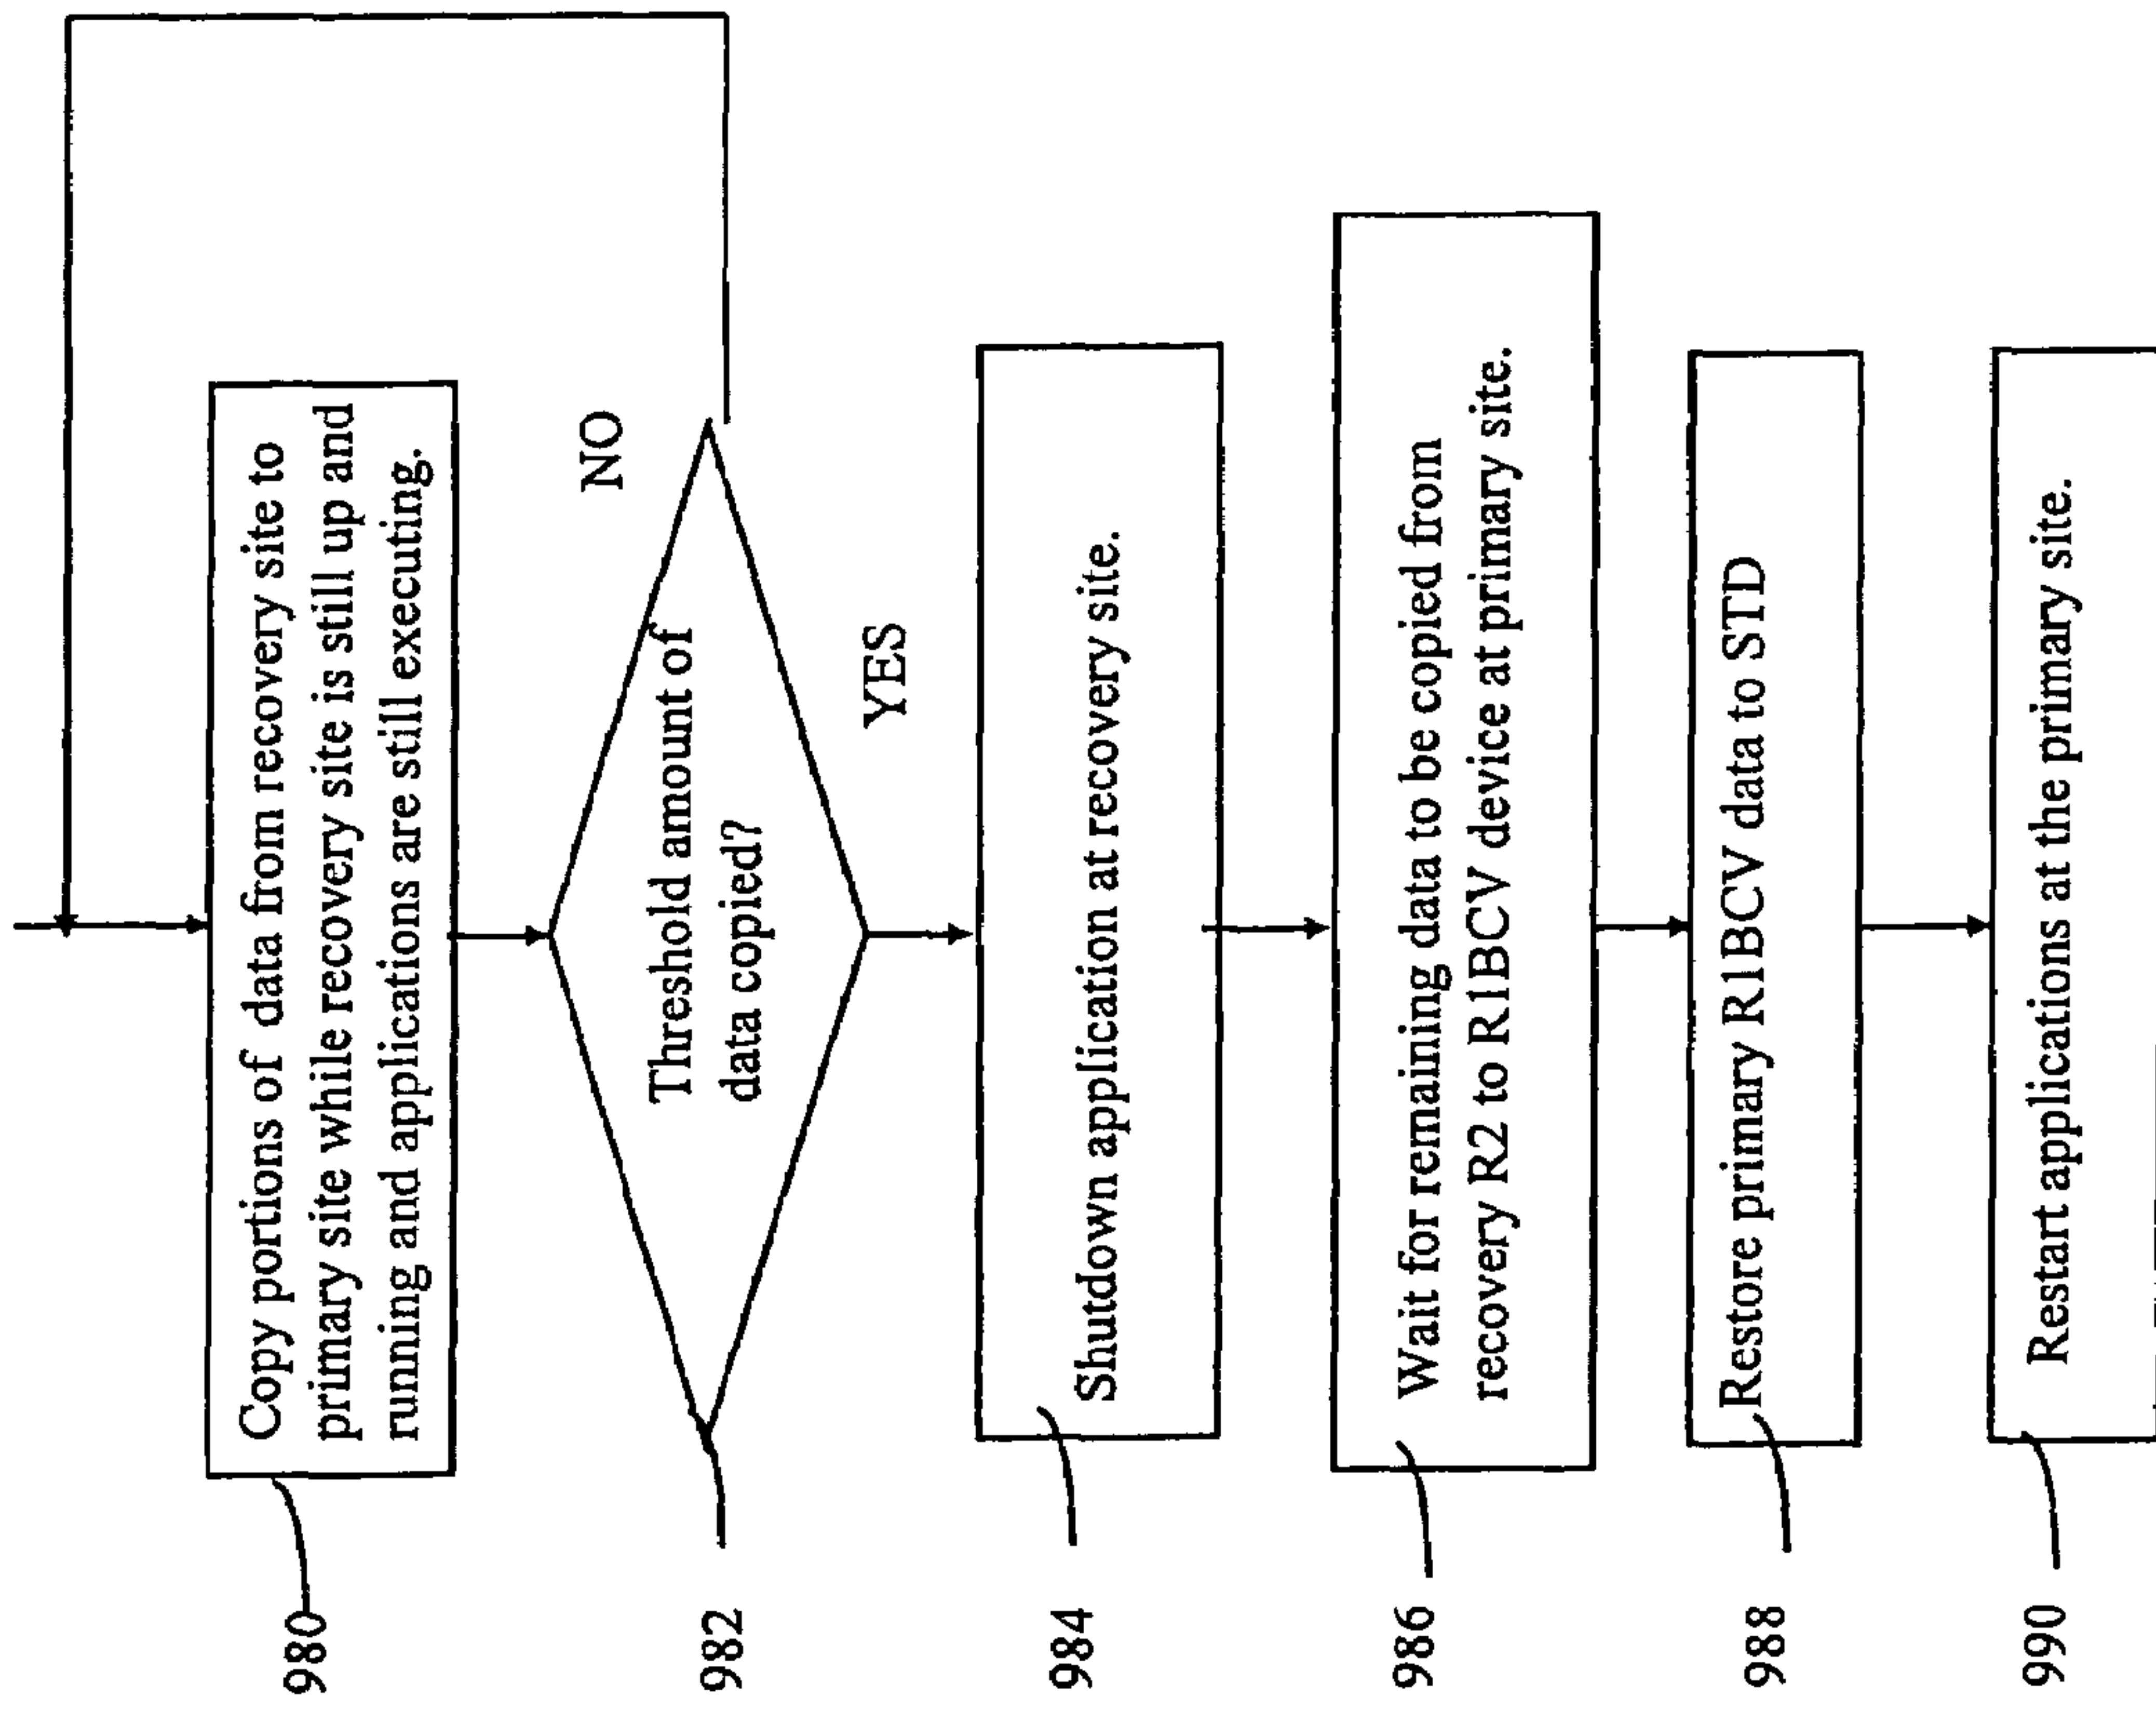 980
Copy portions of data from recovery site to
primary site while recovery site is still up and
running and applications are still executing.
982
Threshold amount of
data copied?
NO
YES
984
Shutdown application at recovery site.
986
Wait for remaining data to be copied from
recovery R2 to R1BCV device at primary site.
988
Restore primary R1BCV data to STD
990
Restart applications at the primary site.